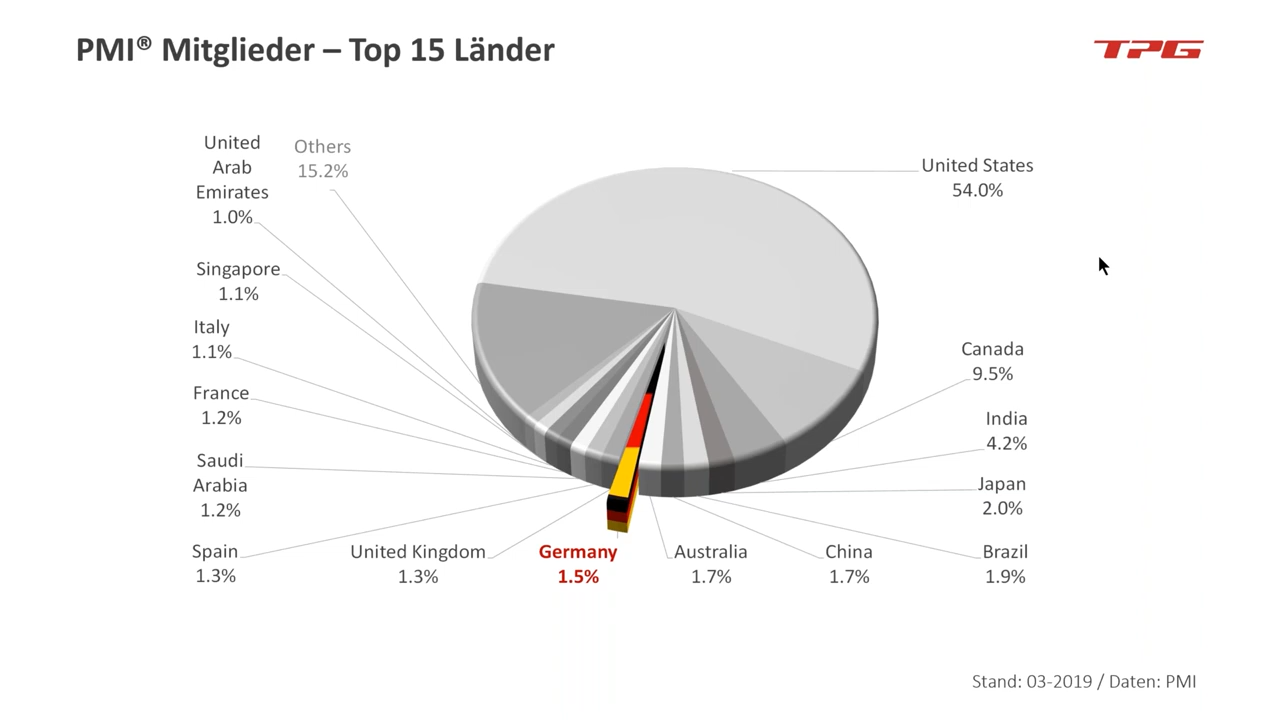 PMI® Mitglieder – Top 15 Länder
TPG
United States
54.0%
Canada
9.5%
India
4.2%
Japan
2.0%
Brazil
1.9%
China
1.7%
Australia
1.7%
Germany
1.5%
United Kingdom
1.3%
Spain
1.3%
Saudi
Arabia
1.2%
France
1.2%
Italy
1.1%
Singapore
1.1%
United
Arab
Emirates
1.0%
Others
15.2%
Stand: 03-2019 / Daten: PMI